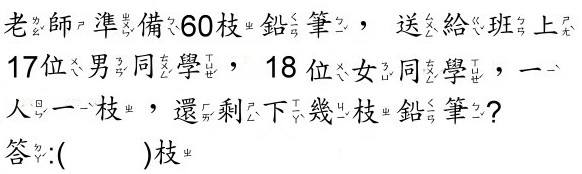 老師準備60枝鉛筆，送給班上
17位男同學，18位女同學，一
人一枝，還剩下幾枝鉛筆?
答:(      )枝